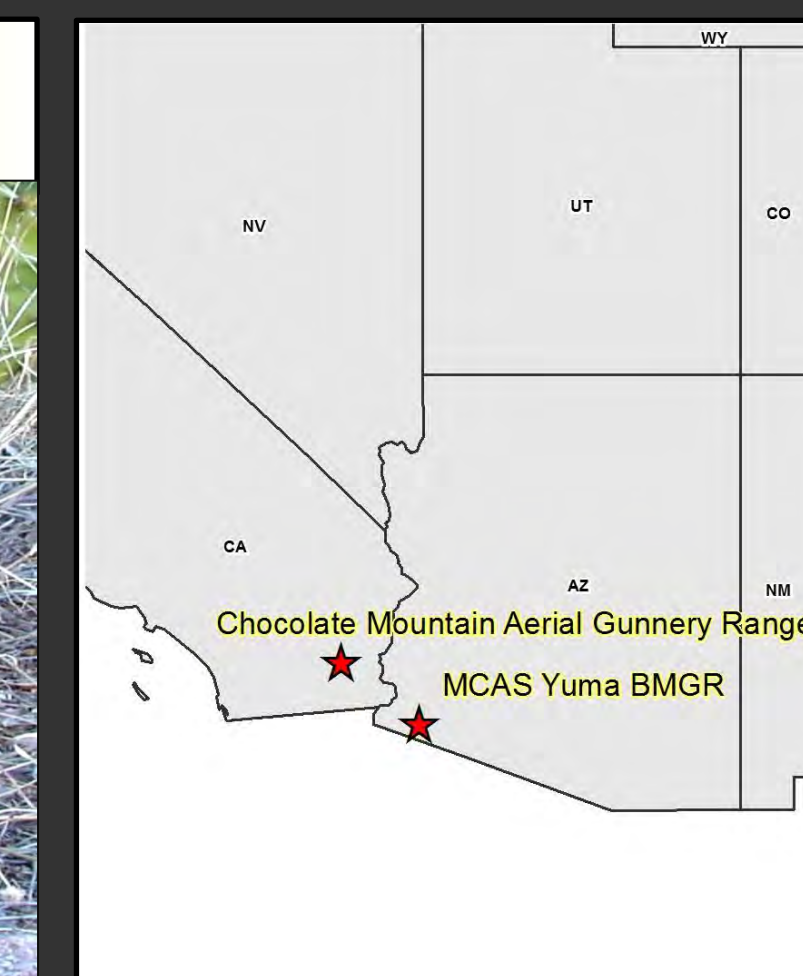 WY
UT
CO
NV
CA
AZ
NM
Chocolate Mountain Aerial Gunnery Range
MCAS Yuma BMGR